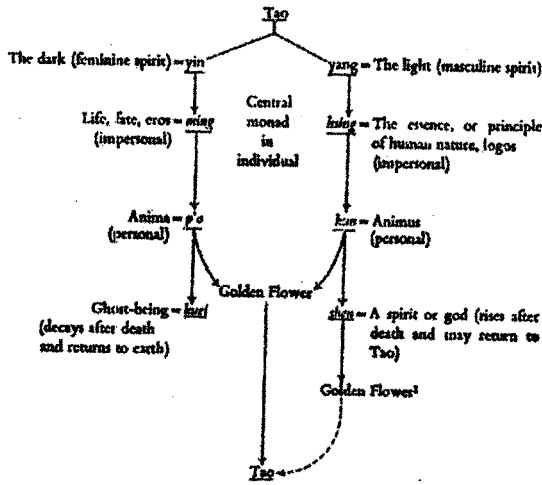 Tao
The dark (feminine spirit) = yin
yang = The light (masculine spirit)
Life, fate, eros = ming
(impersonal)
Central
monad
in
individual
hsing = The essence, or principle
of human nature, logos
(impersonal)
Anima = p'o
(personal)
hun = Animus
(personal)
Golden Flower
Ghost-being = kuei
(decays after death
and returns to earth)
shen = A spirit or god (rises after
death and may return to
Tao)
Golden Flower²
Tao